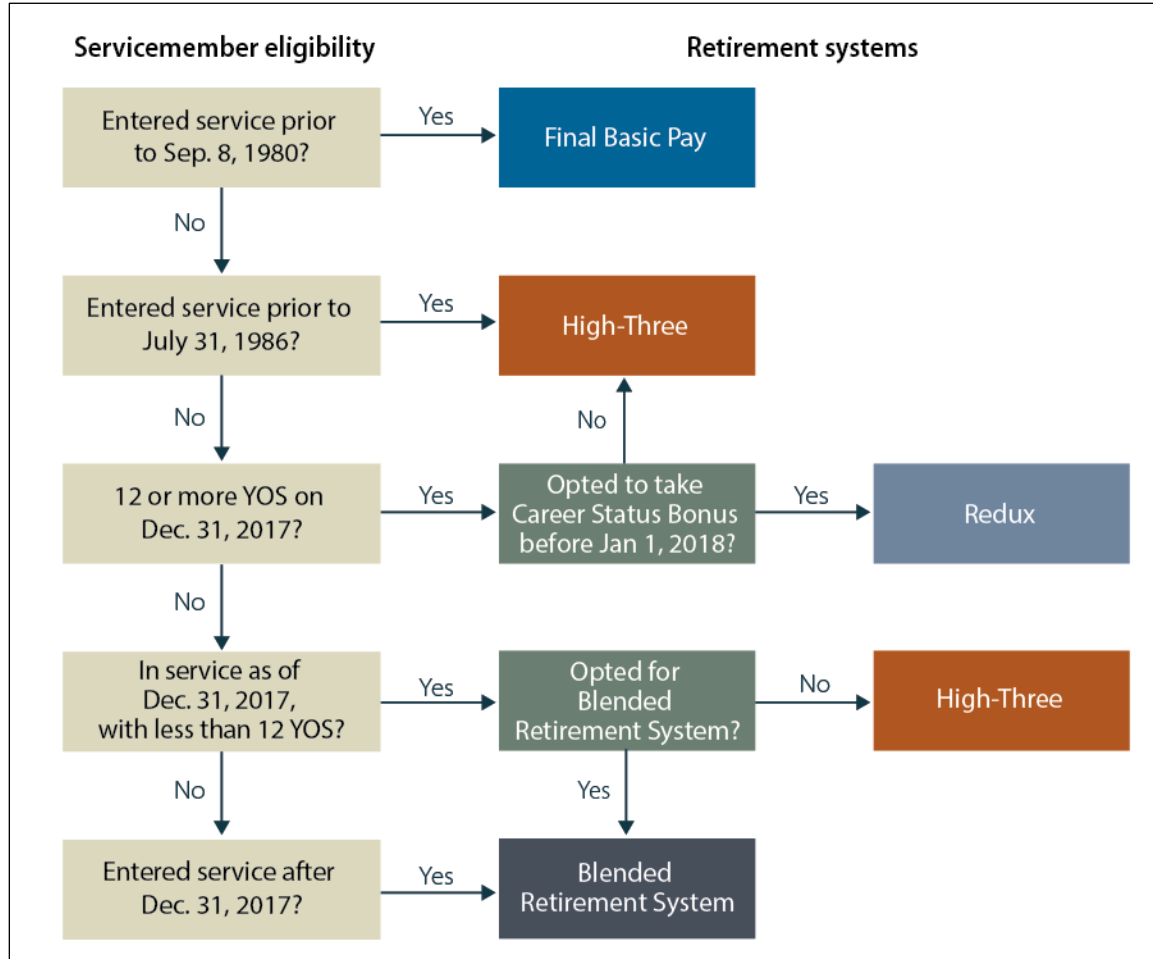 Servicemember eligibility
Retirement systems
Entered service prior
to Sep. 8, 1980?
Yes
Final Basic Pay
No
Entered service prior to
July 31, 1986?
Yes
High-Three
No
No
12 or more YOS on
Dec. 31, 2017?
Yes
Opted to take
Career Status Bonus
before Jan 1, 2018?
Yes
Redux
No
In service as of
Dec. 31, 2017,
with less than 12 YOS?
Yes
Opted for
Blended
Retirement System?
No
High-Three
No
Yes
Entered service after
Dec. 31, 2017?
Yes
Blended
Retirement System